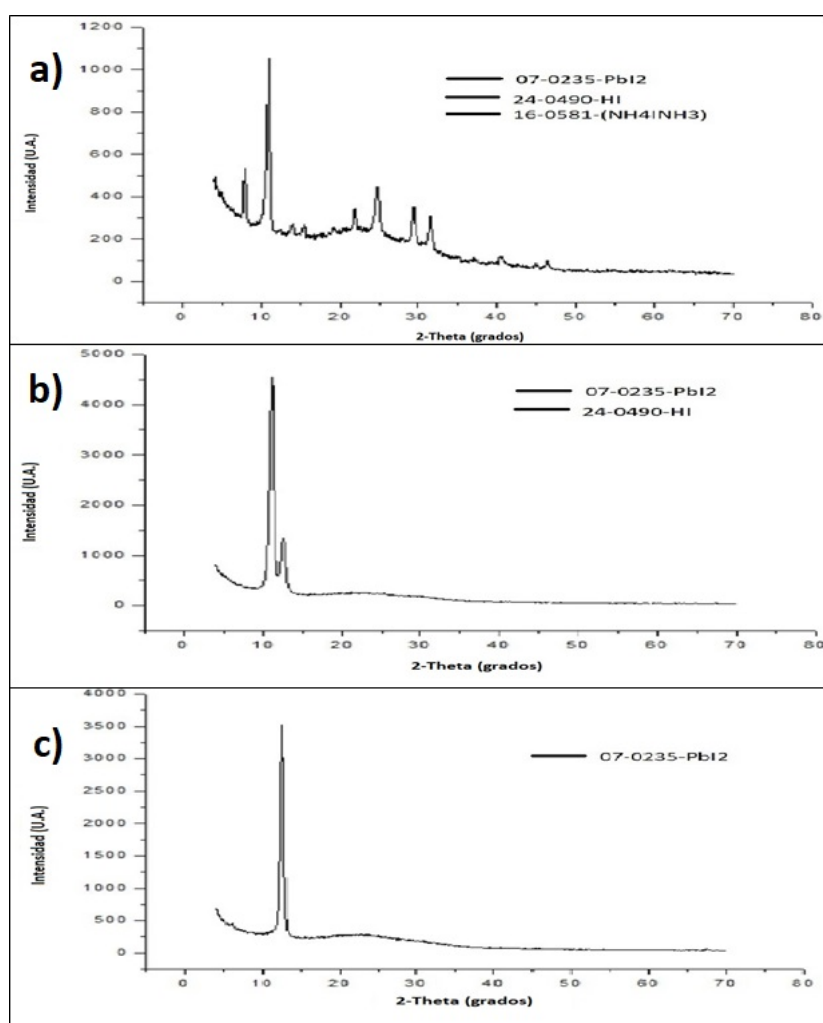 a)
1200
1000
800
600
400
200
0
Intensidad (U.A.)
07-0235-PbI2
24-0490-HI
16-0581-(NH4INH3)
0 10 20 30 40 50 60 70 80
2-Theta (grados)
b)
5000
4000
3000
2000
1000
0
Intensidad (U.A.)
07-0235-PbI2
24-0490-HI
0 10 20 30 40 50 60 70 80
2-Theta (grados)
c)
4000
3500
3000
2500
2000
1500
1000
500
0
Intensidad (U.A.)
07-0235-PbI2
0 10 20 30 40 50 60 70 80
2-Theta (grados)